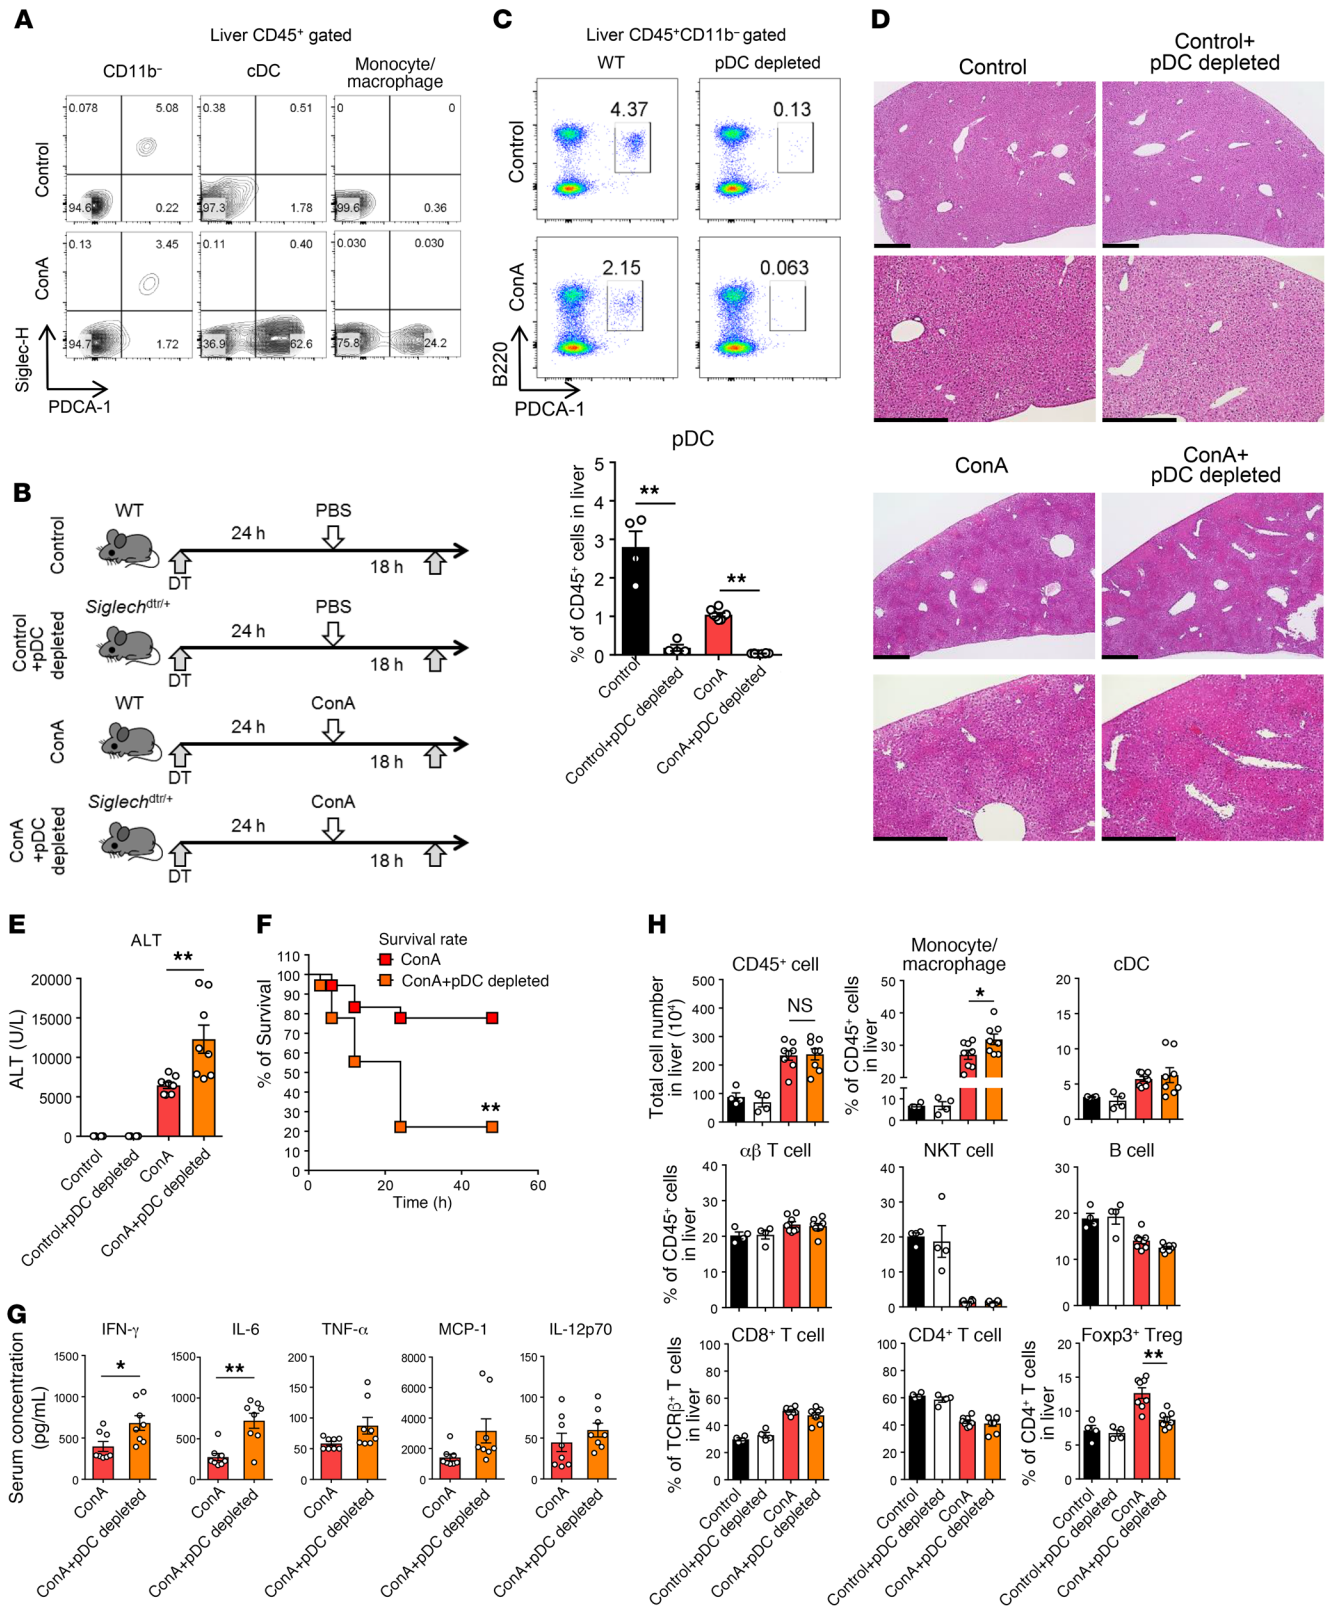 A
Liver CD45⁺ gated
CD11b⁻
cDC
Monocyte/
macrophage
Control
0.078
5.08
94.6
0.22
0.38
0.51
97.3
1.78
0
0
99.6
0.36
ConA
0.13
3.45
94.7
1.72
0.11
0.40
36.9
62.6
0.030
0.030
75.8
24.2
Siglec-H
PDCA-1
B
Control
WT
24 h
PBS
18 h
DT
Control
+pDC
depleted
Siglech^dtr/+
24 h
PBS
18 h
DT
ConA
WT
24 h
ConA
18 h
DT
ConA
+pDC
depleted
Siglech^dtr/+
24 h
ConA
18 h
DT
C
Liver CD45⁺CD11b⁻ gated
WT
pDC depleted
Control
4.37
0.13
ConA
2.15
0.063
B220
PDCA-1
pDC
% of CD45⁺ cells in liver
5
4
3
2
1
0
**
**
Control
Control+pDC depleted
ConA
ConA+pDC depleted
D
Control
Control+
pDC depleted
ConA
ConA+
pDC depleted
E
ALT
ALT (U/L)
20000
15000
10000
5000
0
**
Control
Control+pDC depleted
ConA
ConA+pDC depleted
F
Survival rate
ConA
ConA+pDC depleted
% of Survival
110
100
90
80
70
60
50
40
30
20
10
0
**
0
20
40
60
Time (h)
G
Serum concentration
(pg/mL)
IFN-γ
1500
1000
500
0
*
ConA
ConA+pDC depleted
IL-6
1500
1000
500
0
**
ConA
ConA+pDC depleted
TNF-α
200
150
100
50
0
ConA
ConA+pDC depleted
MCP-1
8000
6000
4000
2000
0
ConA
ConA+pDC depleted
IL-12p70
150
100
50
0
ConA
ConA+pDC depleted
H
CD45⁺ cell
Total cell number
in liver (10⁴)
500
400
300
200
100
0
NS
Monocyte/
macrophage
% of CD45⁺ cells
in liver
50
40
30
20
10
0
*
cDC
20
15
10
5
0
αβ T cell
% of CD45⁺ cells
in liver
40
30
20
10
0
NKT cell
40
30
20
10
0
B cell
30
20
10
0
CD8⁺ T cell
% of TCRβ⁺ T cells
in liver
100
80
60
40
20
0
Control
Control+pDC depleted
ConA
ConA+pDC depleted
CD4⁺ T cell
100
80
60
40
20
0
Control
Control+pDC depleted
ConA
ConA+pDC depleted
Foxp3⁺ Treg
% of CD4⁺ T cells
in liver
20
15
10
5
0
**
Control
Control+pDC depleted
ConA
ConA+pDC depleted